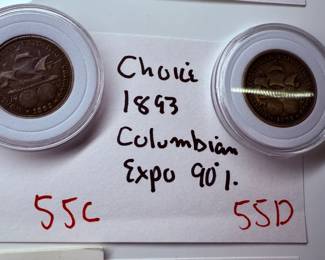 Choice
1893
Columbian
Expo 90%.
55C
55D